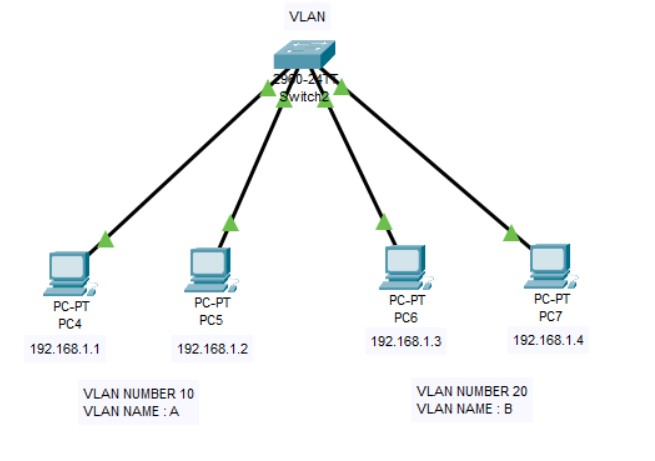 VLAN
2960-24TT
Switch2
PC-PT
PC4
192.168.1.1
PC-PT
PC5
192.168.1.2
PC-PT
PC6
192.168.1.3
PC-PT
PC7
192.168.1.4
VLAN NUMBER 10
VLAN NAME : A
VLAN NUMBER 20
VLAN NAME : B